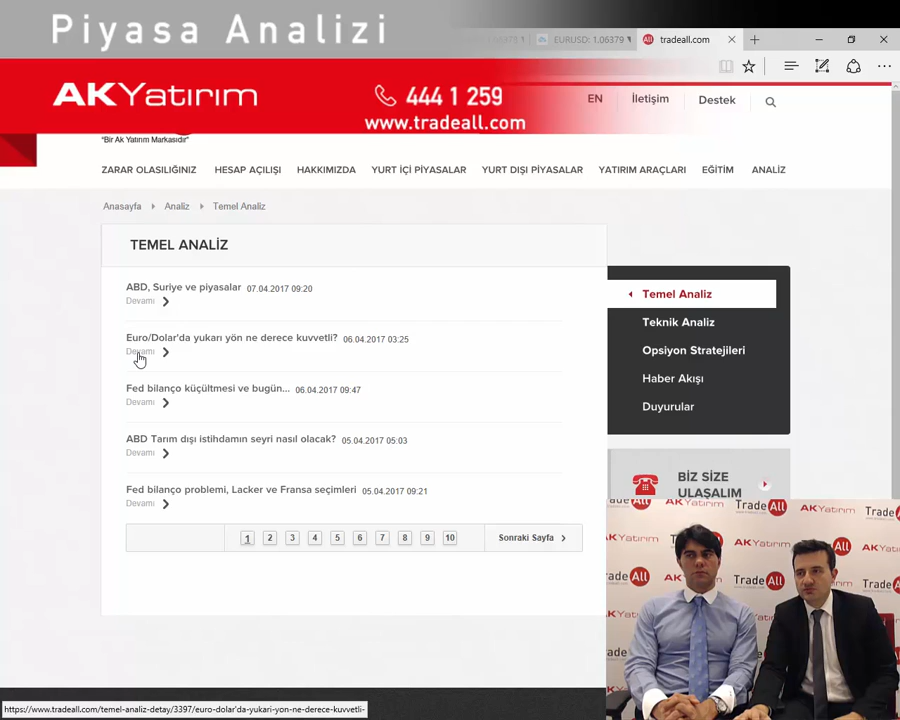 Piyasa Analizi
EURUSD: 1,06379
tradeall.com
AKYatırım
444 1 259
www.tradeall.com
EN
İletişim
Destek
"Bir Ak Yatırım Markasıdır"
ZARAR OLASILIĞINIZ
HESAP AÇILIŞI
HAKKIMIZDA
YURT İÇİ PİYASALAR
YURT DIŞI PİYASALAR
YATIRIM ARAÇLARI
EĞİTİM
ANALİZ
Anasayfa
Analiz
Temel Analiz
TEMEL ANALİZ
ABD, Suriye ve piyasalar 07.04.2017 09:20
Devamı
Euro/Dolar'da yukarı yön ne derece kuvvetli? 06.04.2017 03:25
Devamı
Fed bilanço küçültmesi ve bugün... 06.04.2017 09:47
Devamı
ABD Tarım dışı istihdamın seyri nasıl olacak? 05.04.2017 05:03
Devamı
Fed bilanço problemi, Lacker ve Fransa seçimleri 05.04.2017 09:21
Devamı
1 2 3 4 5 6 7 8 9 10 Sonraki Sayfa
Temel Analiz
Teknik Analiz
Opsiyon Stratejileri
Haber Akışı
Duyurular
BİZ SİZE
ULAŞALIM
TradeAll
AKYatırım
TradeAll
AKYatırım
TradeAll
https://www.tradeall.com/temel-analiz-detay/3397/euro-dolar'da-yukari-yon-ne-derece-kuvvetli-